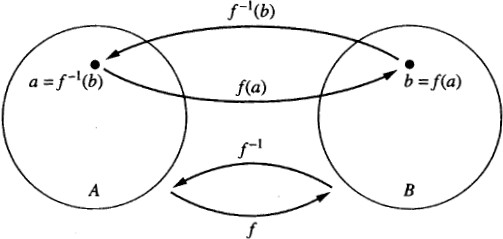 f⁻¹(b)
a = f⁻¹(b)
b = f(a)
f(a)
f⁻¹
A
B
f